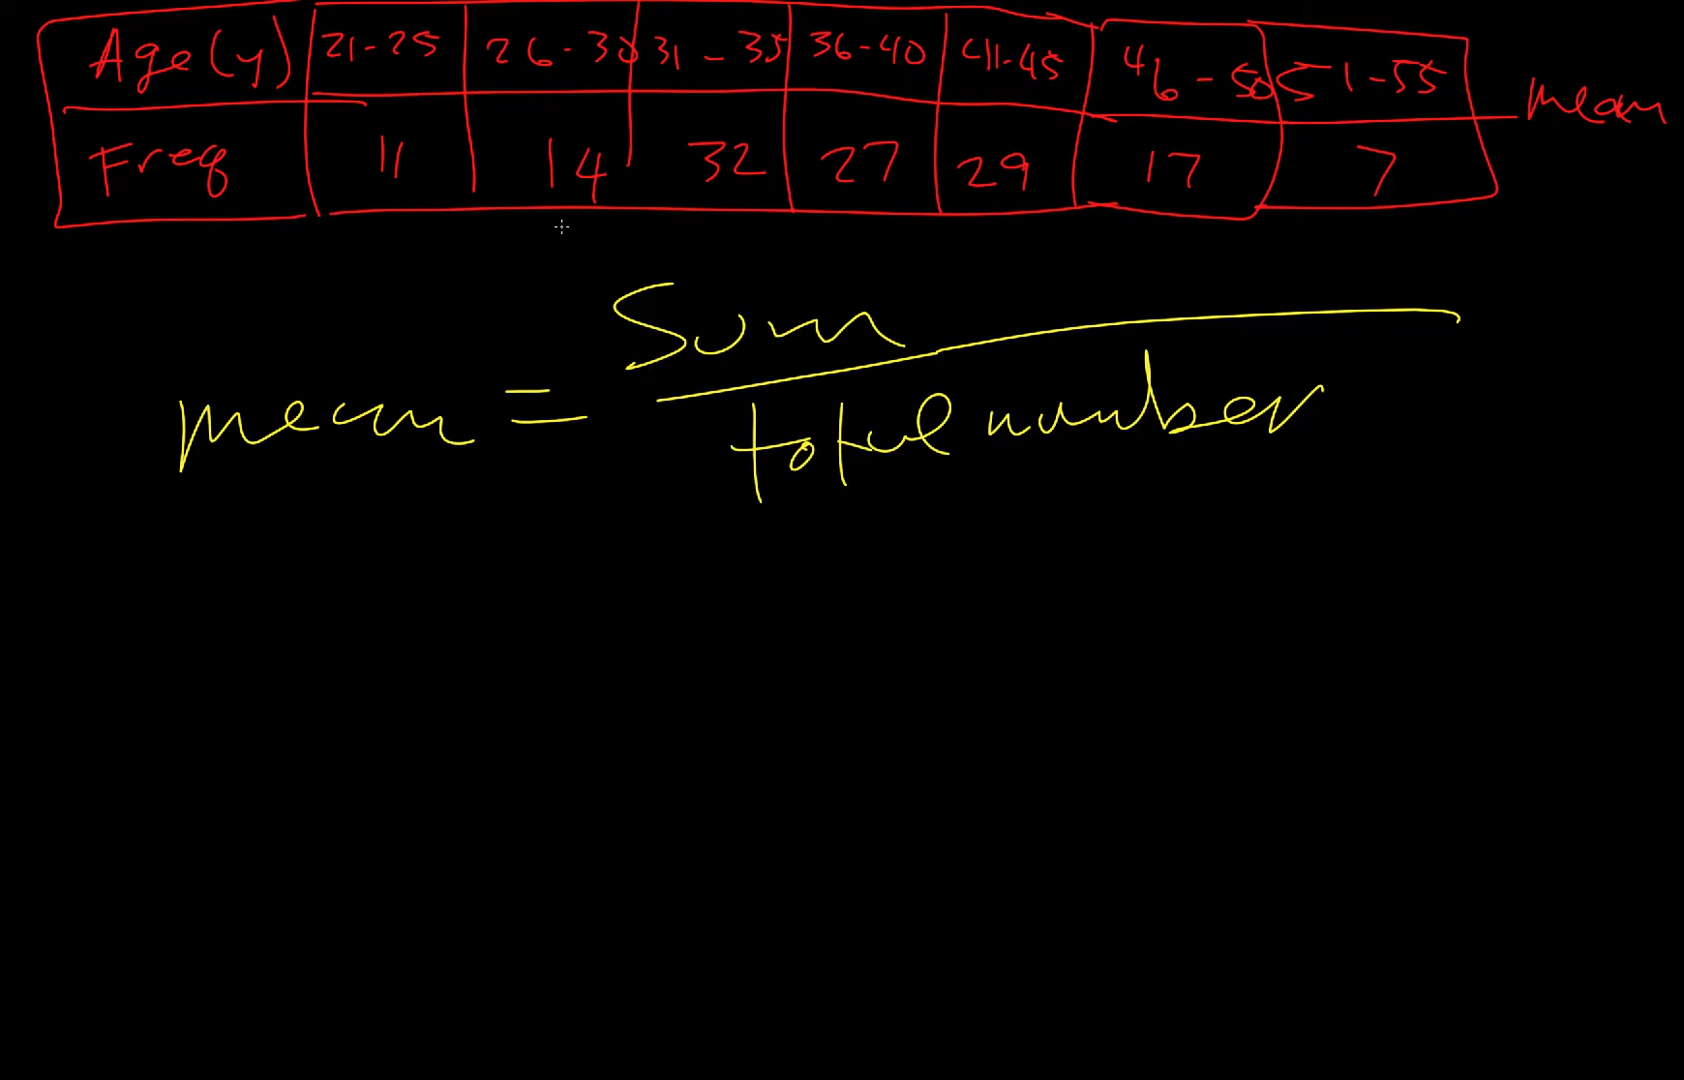 Age(y) 21-25 26-30 31-35 36-40 41-45 46-50 51-55 mean
Freq 11 14 32 27 29 17 7
mean = Sum
total number